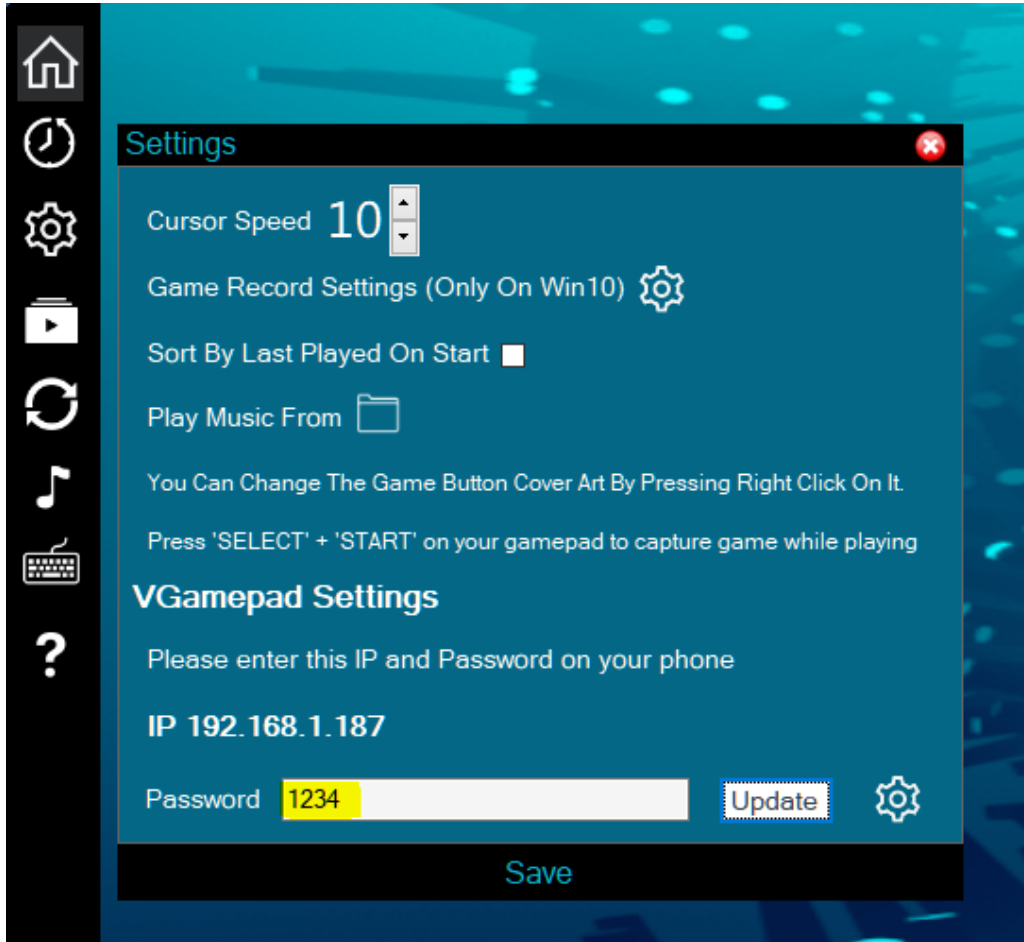 Settings
Cursor Speed 10
Game Record Settings (Only On Win10)
Sort By Last Played On Start
Play Music From
You Can Change The Game Button Cover Art By Pressing Right Click On It.
Press 'SELECT' + 'START' on your gamepad to capture game while playing
VGamepad Settings
Please enter this IP and Password on your phone
IP 192.168.1.187
Password 1234 Update
Save
?